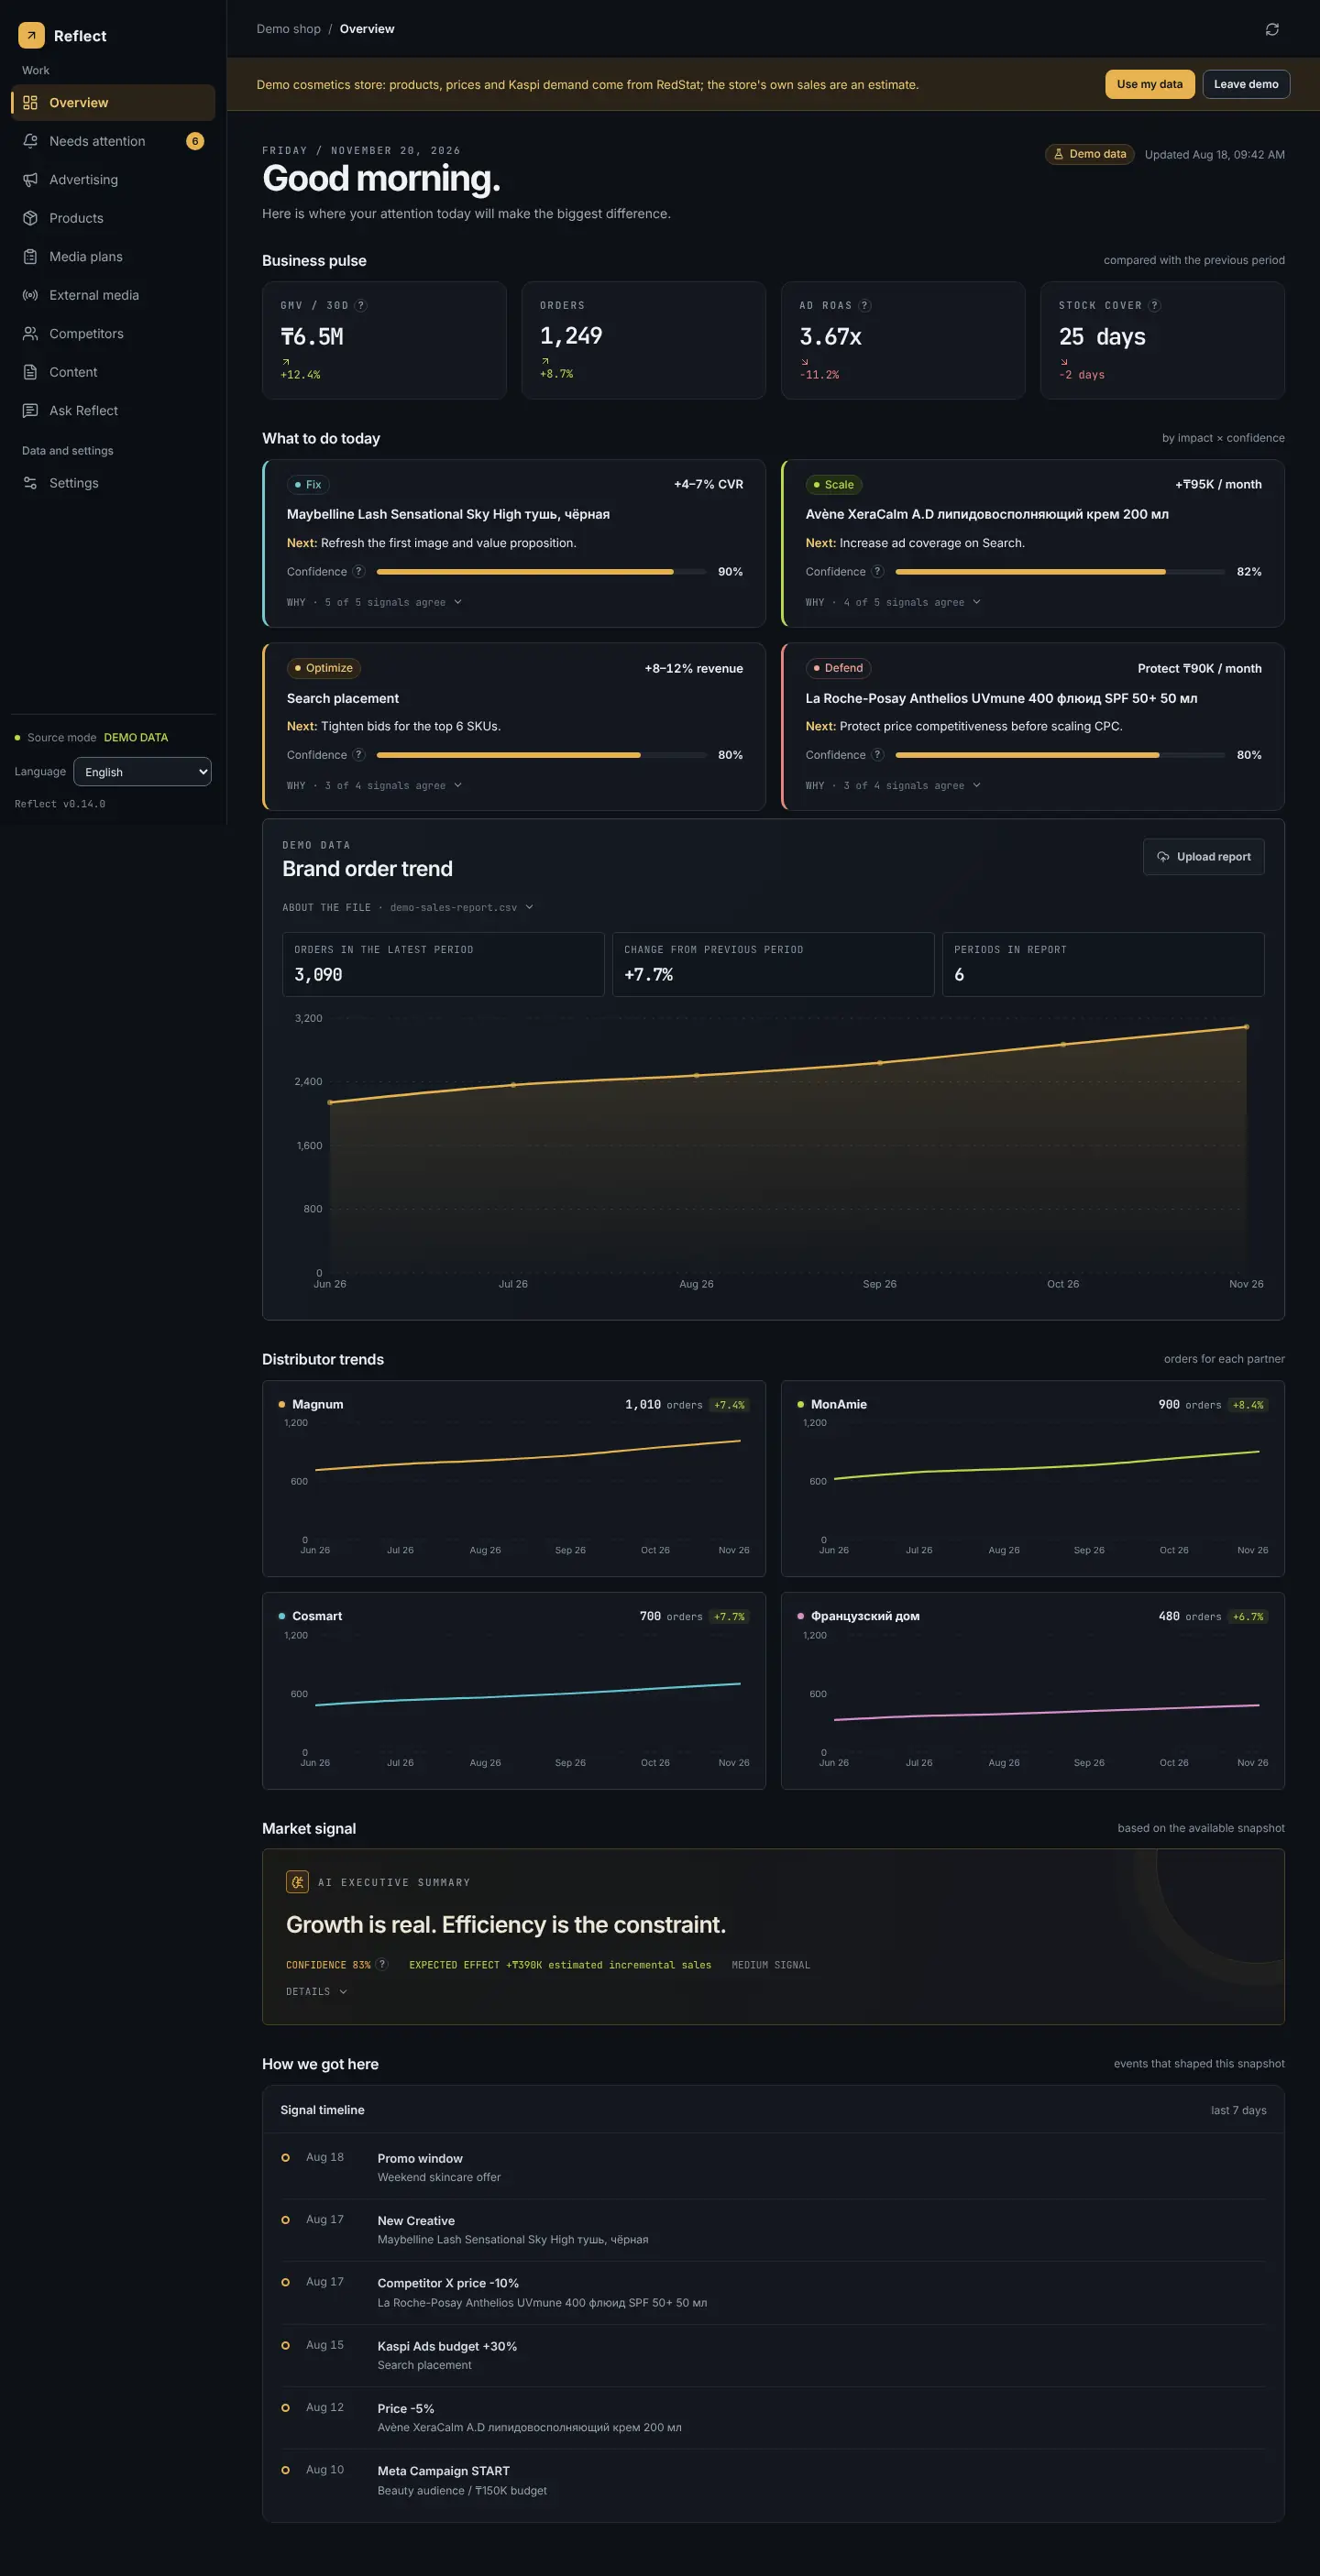 Reflect
Work
Overview
Needs attention 6
Advertising
Products
Media plans
External media
Competitors
Content
Ask Reflect
Data and settings
Settings
Source mode DEMO DATA
Language English
Reflect v0.14.0
Demo shop / Overview
Demo cosmetics store: products, prices and Kaspi demand come from RedStat; the store's own sales are an estimate.
Use my data
Leave demo
FRIDAY / NOVEMBER 20, 2026
Good morning.
Here is where your attention today will make the biggest difference.
Demo data Updated Aug 18, 09:42 AM
Business pulse
compared with the previous period
GMV / 30D ?
₸6.5M
+12.4%
ORDERS
1,249
+8.7%
AD ROAS ?
3.67x
-11.2%
STOCK COVER ?
25 days
-2 days
What to do today
by impact × confidence
Fix
+4–7% CVR
Maybelline Lash Sensational Sky High тушь, чёрная
Next: Refresh the first image and value proposition.
Confidence ? 90%
WHY · 5 of 5 signals agree
Scale
+₸95K / month
Avène XeraCalm A.D липидовосполняющий крем 200 мл
Next: Increase ad coverage on Search.
Confidence ? 82%
WHY · 4 of 5 signals agree
Optimize
+8–12% revenue
Search placement
Next: Tighten bids for the top 6 SKUs.
Confidence ? 80%
WHY · 3 of 4 signals agree
Defend
Protect ₸90K / month
La Roche-Posay Anthelios UVmune 400 флюид SPF 50+ 50 мл
Next: Protect price competitiveness before scaling CPC.
Confidence ? 80%
WHY · 3 of 4 signals agree
DEMO DATA
Brand order trend
Upload report
ABOUT THE FILE · demo-sales-report.csv
ORDERS IN THE LATEST PERIOD
3,090
CHANGE FROM PREVIOUS PERIOD
+7.7%
PERIODS IN REPORT
6
3,200
2,400
1,600
800
0
Jun 26 Jul 26 Aug 26 Sep 26 Oct 26 Nov 26
Distributor trends
orders for each partner
Magnum
1,010 orders +7.4%
1,200
600
0
Jun 26 Jul 26 Aug 26 Sep 26 Oct 26 Nov 26
MonAmie
900 orders +8.4%
1,200
600
0
Jun 26 Jul 26 Aug 26 Sep 26 Oct 26 Nov 26
Cosmart
700 orders +7.7%
1,200
600
0
Jun 26 Jul 26 Aug 26 Sep 26 Oct 26 Nov 26
Французский дом
480 orders +6.7%
1,200
600
0
Jun 26 Jul 26 Aug 26 Sep 26 Oct 26 Nov 26
Market signal
based on the available snapshot
AI EXECUTIVE SUMMARY
Growth is real. Efficiency is the constraint.
CONFIDENCE 83% ? EXPECTED EFFECT +₸390K estimated incremental sales MEDIUM SIGNAL
DETAILS
How we got here
events that shaped this snapshot
Signal timeline
last 7 days
Aug 18 Promo window
Weekend skincare offer
Aug 17 New Creative
Maybelline Lash Sensational Sky High тушь, чёрная
Aug 17 Competitor X price -10%
La Roche-Posay Anthelios UVmune 400 флюид SPF 50+ 50 мл
Aug 15 Kaspi Ads budget +30%
Search placement
Aug 12 Price -5%
Avène XeraCalm A.D липидовосполняющий крем 200 мл
Aug 10 Meta Campaign START
Beauty audience / ₸150K budget